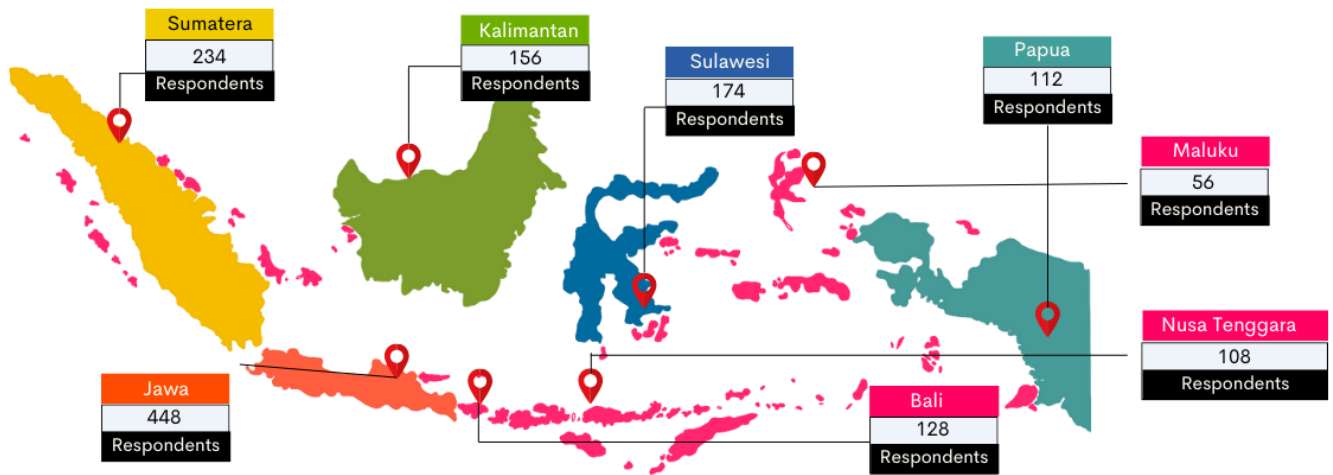 Sumatera
234
Respondents
Kalimantan
156
Respondents
Sulawesi
174
Respondents
Papua
112
Respondents
Maluku
56
Respondents
Nusa Tenggara
108
Respondents
Jawa
448
Respondents
Bali
128
Respondents